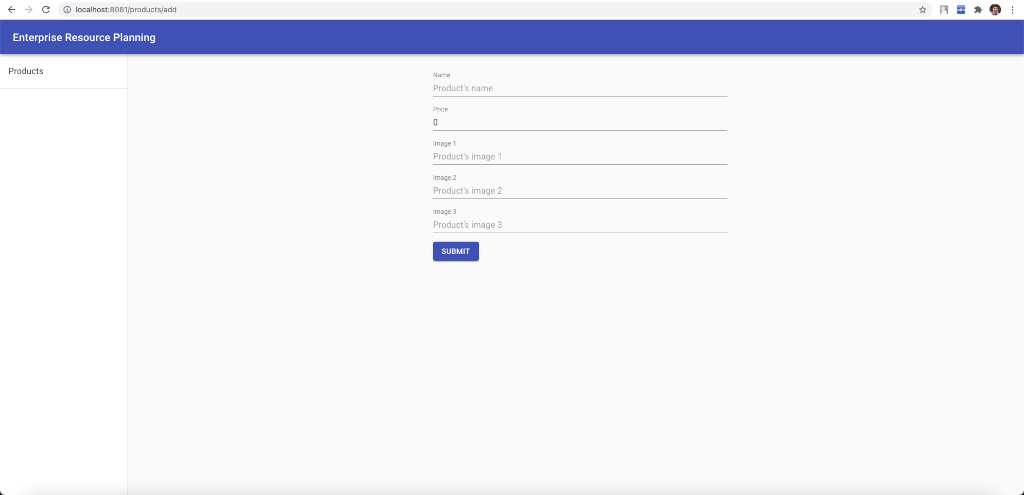 localhost:8081/products/add
Enterprise Resource Planning
Products
Name
Product's name
Price
0
Image 1
Product's image 1
Image 2
Product's image 2
Image 3
Product's image 3
SUBMIT